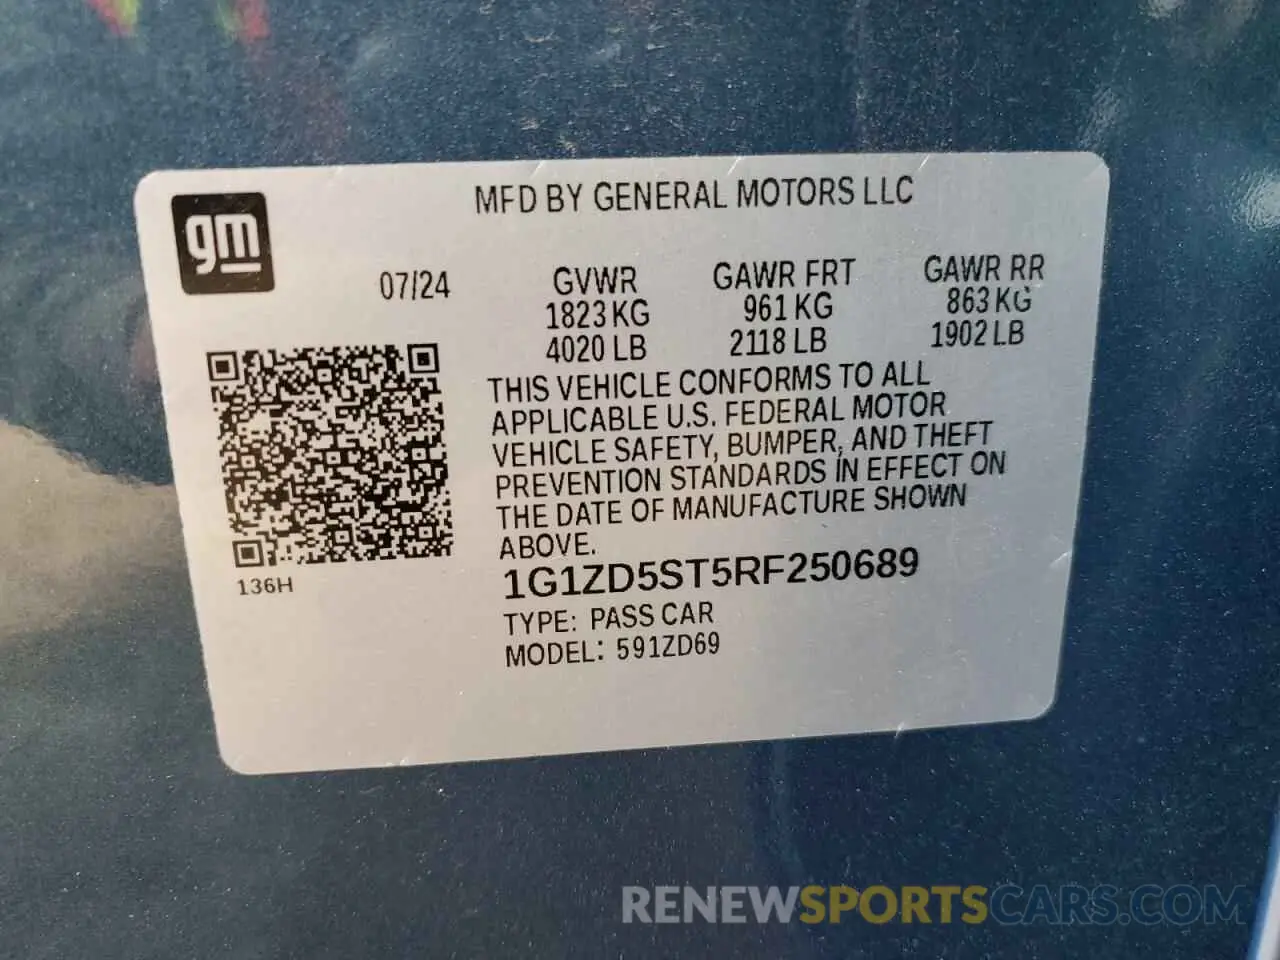 gm
MFD BY GENERAL MOTORS LLC
07/24
GVWR GAWR FRT GAWR RR
1823 KG 961 KG 863 KG
4020 LB 2118 LB 1902 LB
THIS VEHICLE CONFORMS TO ALL
APPLICABLE U.S. FEDERAL MOTOR
VEHICLE SAFETY, BUMPER, AND THEFT
PREVENTION STANDARDS IN EFFECT ON
THE DATE OF MANUFACTURE SHOWN
ABOVE.
136H
1G1ZD5ST5RF250689
TYPE: PASS CAR
MODEL: 591ZD69
RENEWSPORTSCARS.COM